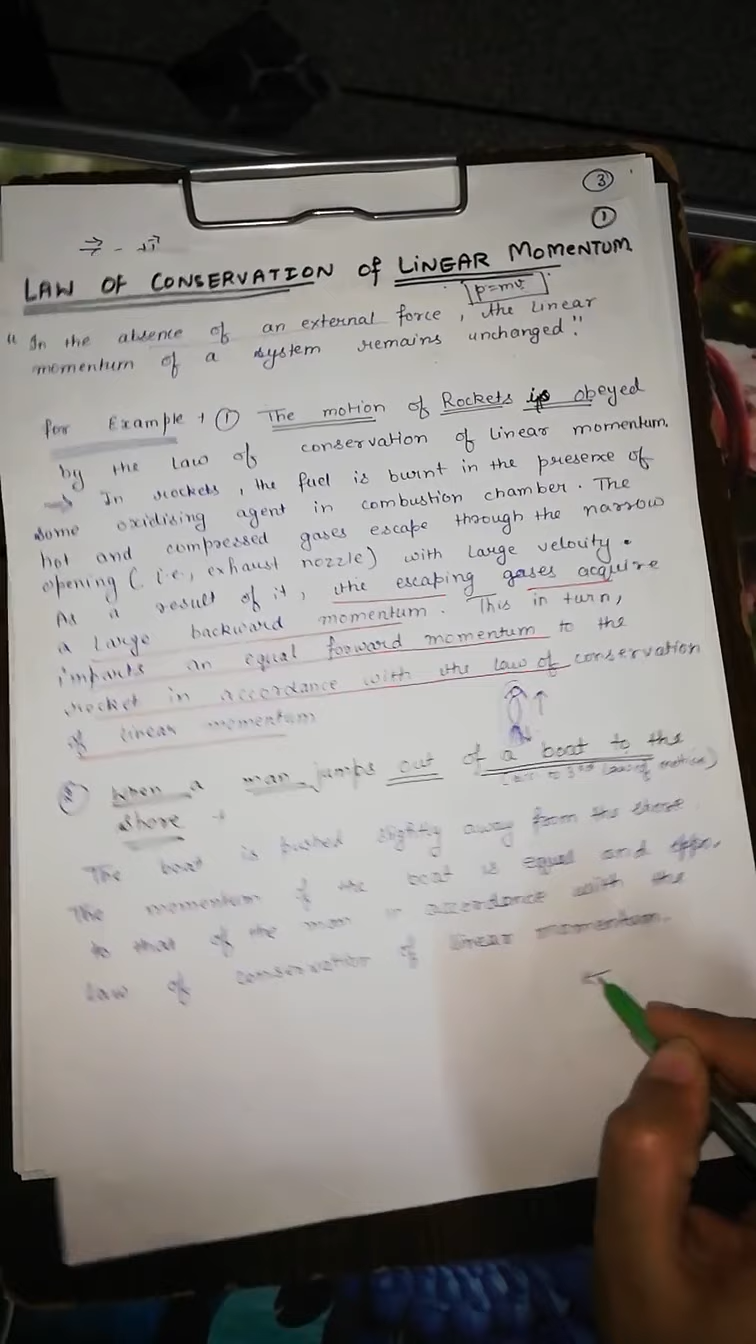 ③
①
LAW OF CONSERVATION of LINEAR MOMENTUM
p=mv
" In the absence of an external force, the linear
momentum of a system remains unchanged."
for Example ① The motion of Rockets is obeyed
by the law of conservation of linear momentum.
→ In rockets, the fuel is burnt in the presence of
some oxidising agent in combustion chamber. The
hot and compressed gases escape through the narrow
opening (i.e, exhaust nozzle) with large velocity.
As a result of it, the escaping gases acquire
a large backward momentum. This in turn,
imparts an equal forward momentum to the
rocket in accordance with the law of conservation
of linear momentum
② When a man jumps out of a boat to the
to 3rd law of motion)
shore
The boat is pushed slightly away from the shore.
The momentum of the boat is equal and oppo.
to that of the man in accordance with the
law of conservation of linear momentum.